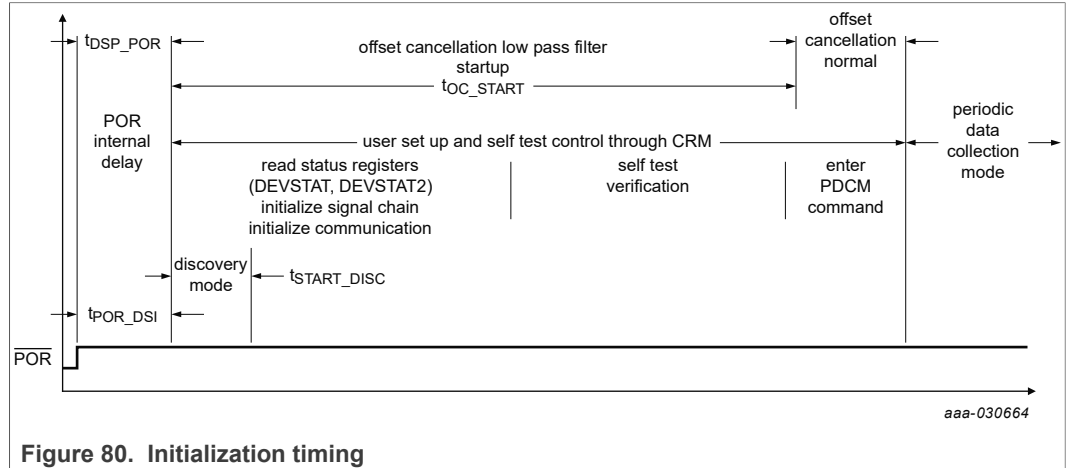 tDSP_POR
offset cancellation low pass filter
startup
tOC_START
offset
cancellation
normal
POR
internal
delay
user set up and self test control through CRM
periodic
data
collection
mode
read status registers
(DEVSTAT, DEVSTAT2)
initialize signal chain
initialize communication
self test
verification
enter
PDCM
command
discovery
mode
tSTART_DISC
tPOR_DSI
POR
aaa-030664
Figure 80. Initialization timing